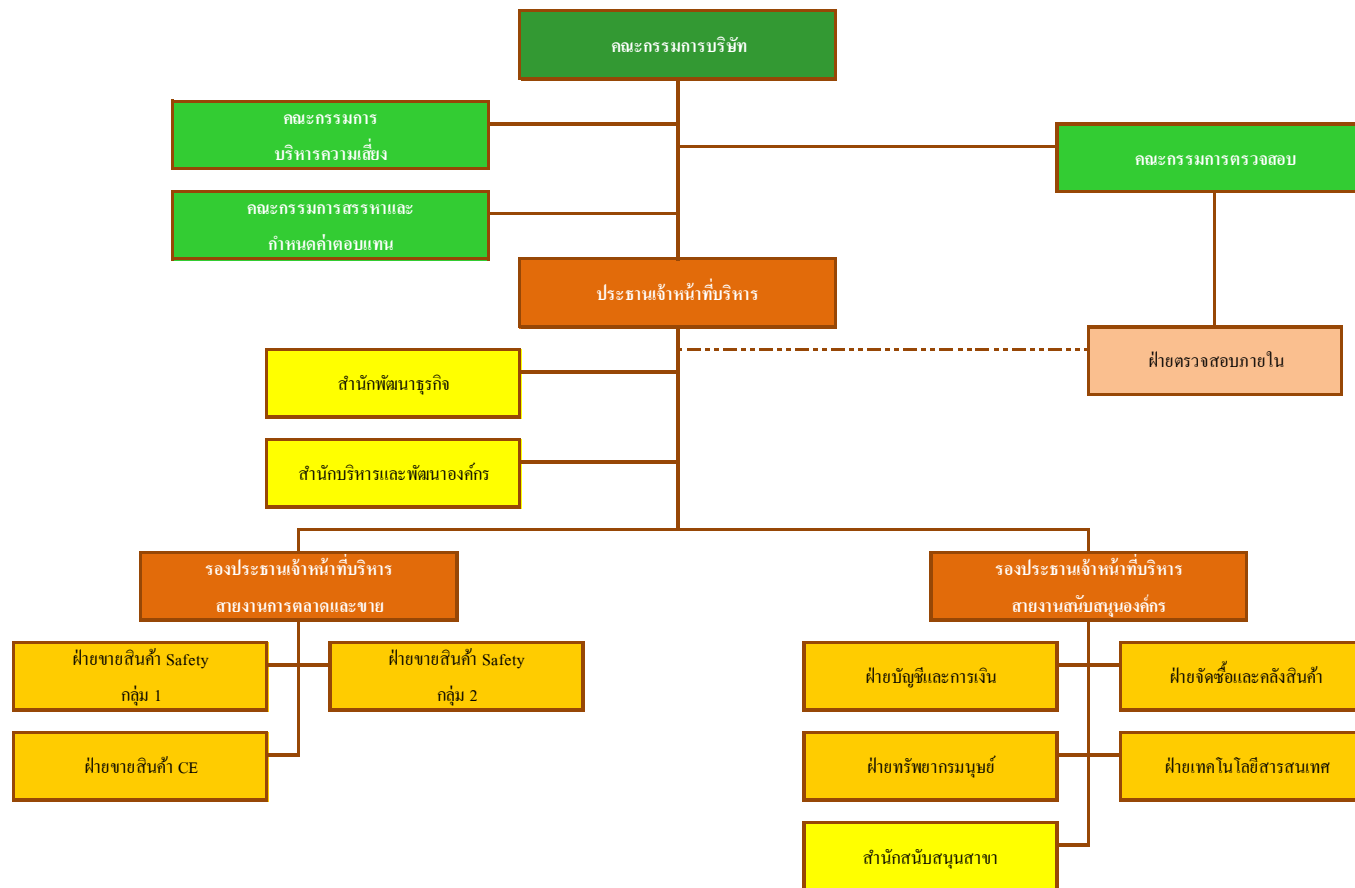 คณะกรรมการบริษัท
คณะกรรมการ
บริหารความเสี่ยง
คณะกรรมการตรวจสอบ
คณะกรรมการสรรหาและ
กำหนดค่าตอบแทน
ประธานเจ้าหน้าที่บริหาร
ฝ่ายตรวจสอบภายใน
สำนักพัฒนาธุรกิจ
สำนักบริหารและพัฒนาองค์กร
รองประธานเจ้าหน้าที่บริหาร
สายงานการตลาดและขาย
รองประธานเจ้าหน้าที่บริหาร
สายงานสนับสนุนองค์กร
ฝ่ายขายสินค้า Safety
กลุ่ม 1
ฝ่ายขายสินค้า Safety
กลุ่ม 2
ฝ่ายบัญชีและการเงิน
ฝ่ายจัดซื้อและคลังสินค้า
ฝ่ายขายสินค้า CE
ฝ่ายทรัพยากรมนุษย์
ฝ่ายเทคโนโลยีสารสนเทศ
สำนักสนับสนุนสาขา